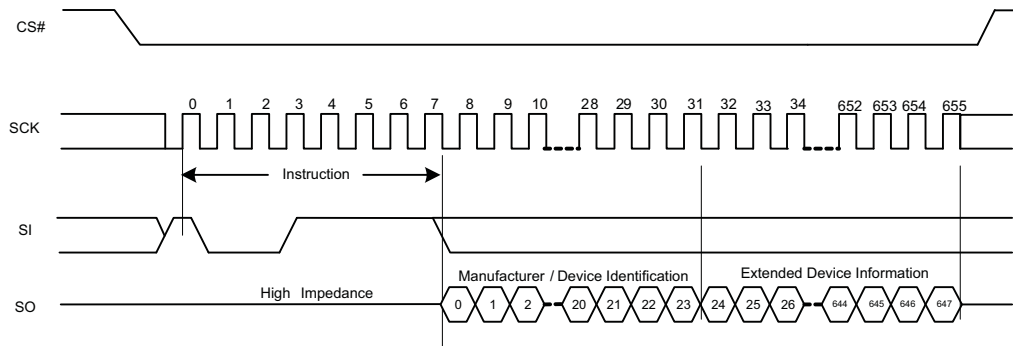 CS#
0 1 2 3 4 5 6 7 8 9 10 28 29 30 31 32 33 34 652 653 654 655
SCK
Instruction
SI
Manufacturer / Device Identification Extended Device Information
High Impedance
SO
0 1 2 20 21 22 23 24 25 26 644 645 646 647